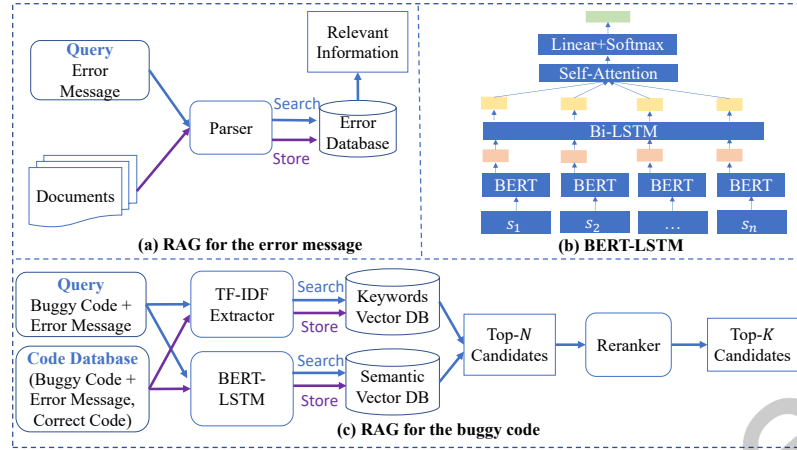 Query
Error
Message
Documents
Parser
Search
Store
Relevant
Information
Error
Database
(a) RAG for the error message
Linear+Softmax
Self-Attention
Bi-LSTM
BERT BERT BERT BERT
s1 s2 ... sn
(b) BERT-LSTM
Query
Buggy Code +
Error Message
Code Database
(Buggy Code +
Error Message,
Correct Code)
TF-IDF
Extractor
BERT-
LSTM
Search
Store
Search
Store
Keywords
Vector DB
Semantic
Vector DB
Top-N
Candidates
Reranker
Top-K
Candidates
(c) RAG for the buggy code